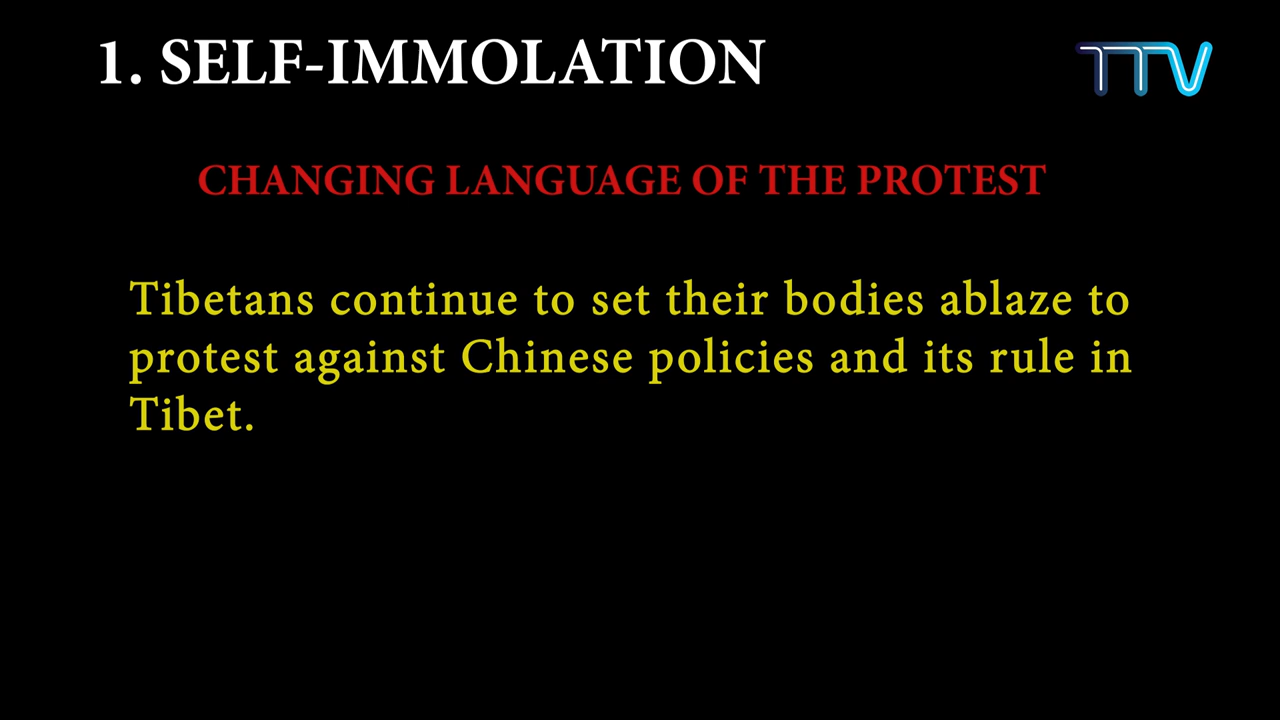 1. SELF-IMMOLATION
TTV
CHANGING LANGUAGE OF THE PROTEST
Tibetans continue to set their bodies ablaze to
protest against Chinese policies and its rule in
Tibet.